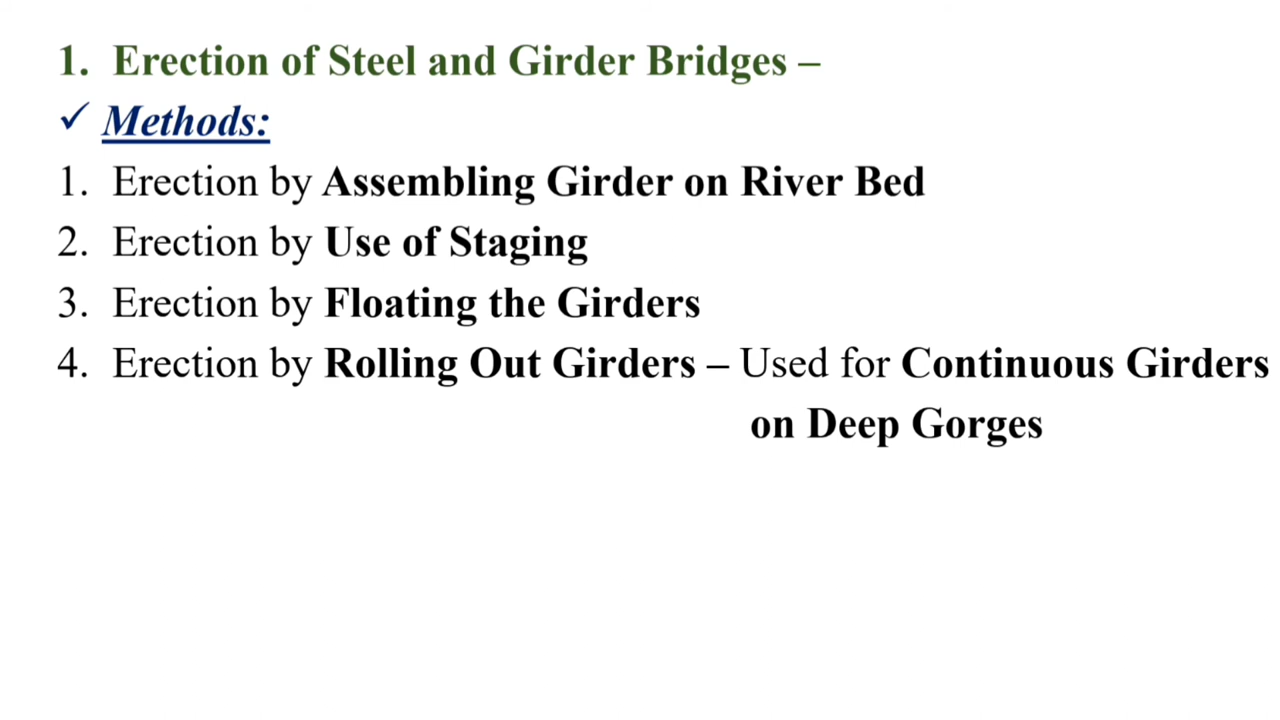 1. Erection of Steel and Girder Bridges –
✓ Methods:
1. Erection by Assembling Girder on River Bed
2. Erection by Use of Staging
3. Erection by Floating the Girders
4. Erection by Rolling Out Girders – Used for Continuous Girders
on Deep Gorges